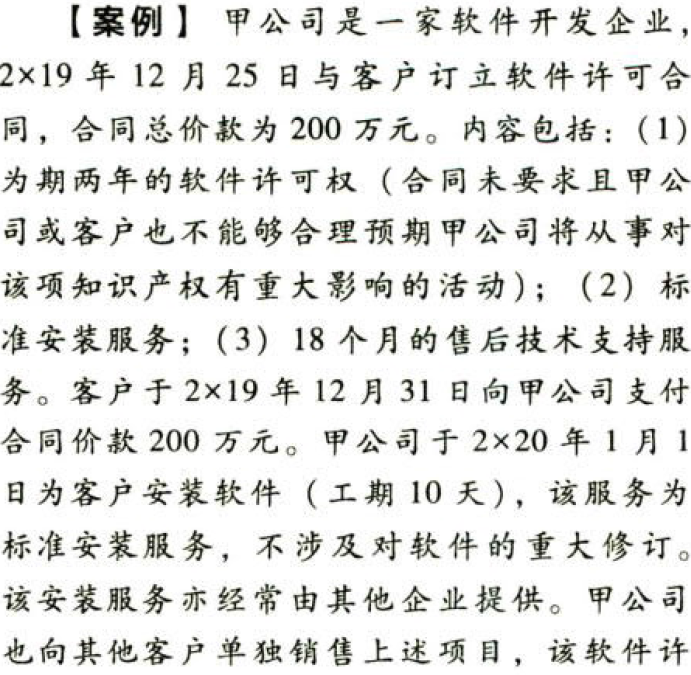 【案例】 甲公司是一家软件开发企业，
2×19 年 12 月 25 日与客户订立软件许可合
同，合同总价款为 200 万元。内容包括：（1）
为期两年的软件许可权（合同未要求且甲公
司或客户也不能够合理预期甲公司将从事对
该项知识产权有重大影响的活动）；（2）标
准安装服务；（3）18 个月的售后技术支持服
务。客户于 2×19 年 12 月 31 日向甲公司支付
合同价款 200 万元。甲公司于 2×20 年 1 月 1
日为客户安装软件（工期 10 天），该服务为
标准安装服务，不涉及对软件的重大修订。
该安装服务亦经常由其他企业提供。甲公司
也向其他客户单独销售上述项目，该软件许